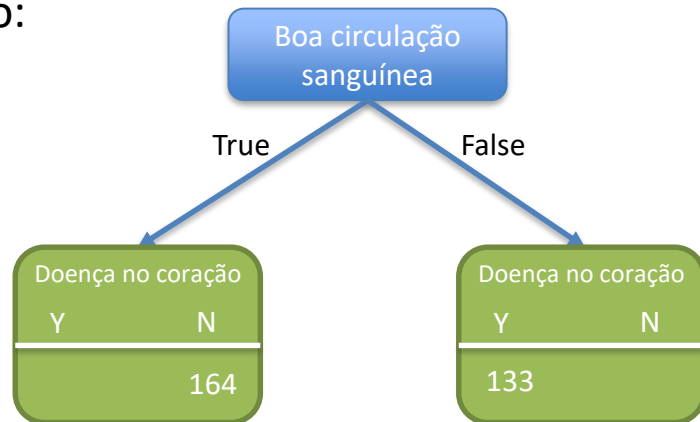 o:
Boa circulação
sanguínea
True False
Doença no coração Doença no coração
Y N Y N
164 133